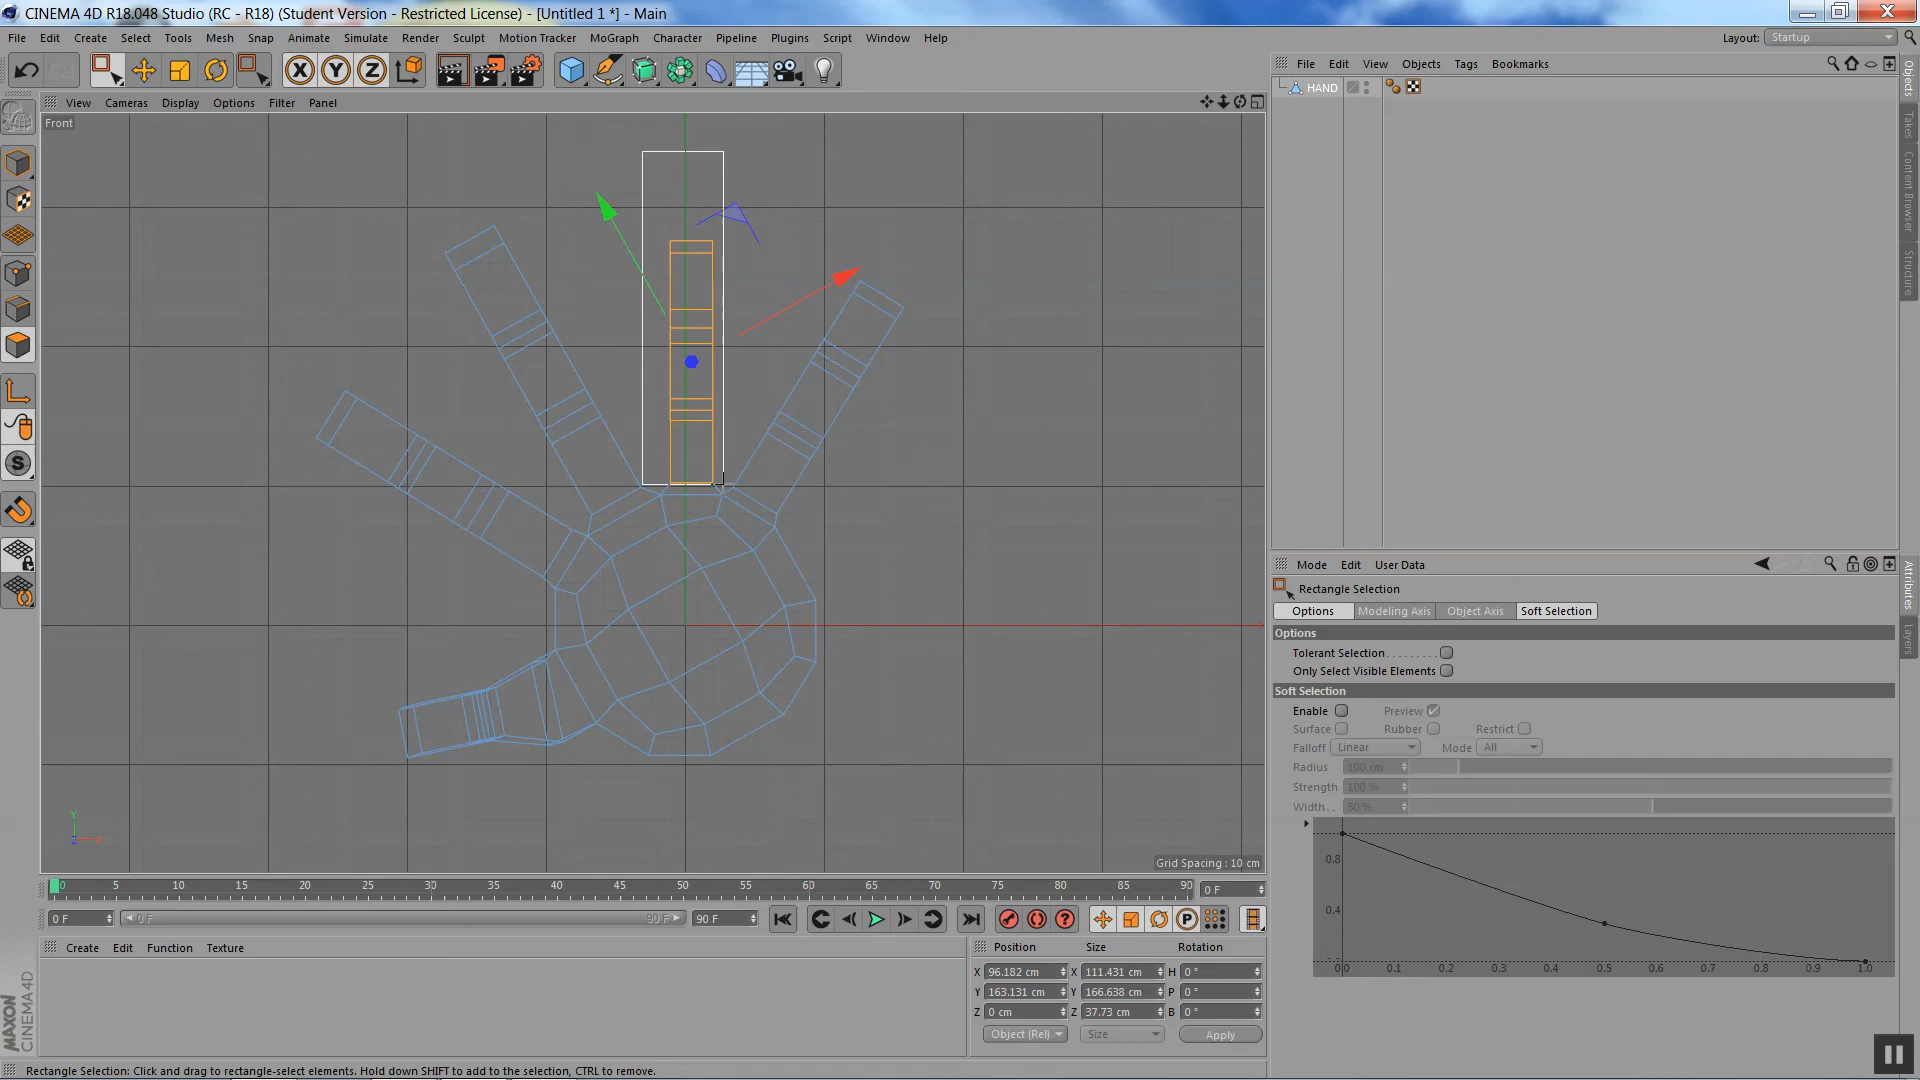 CINEMA 4D R18.048 Studio (RC - R18) (Student Version - Restricted License) - [Untitled 1 *] - Main
File Edit Create Select Tools Mesh Snap Animate Simulate Render Sculpt Motion Tracker MoGraph Character Pipeline Plugins Script Window Help
Layout: Startup
X Y Z
File Edit View Objects Tags Bookmarks
HAND
View Cameras Display Options Filter Panel
Front
Objects
Takes
Content Browser
Structure
Mode Edit User Data
Rectangle Selection
Options Modeling Axis Object Axis Soft Selection
Options
Tolerant Selection
Only Select Visible Elements
Soft Selection
Enable Preview
Surface Rubber Restrict
Falloff Linear Mode All
Radius 100 cm
Strength 100 %
Width . . 50 %
0.8
0.4
0.0 0.1 0.2 0.3 0.4 0.5 0.6 0.7 0.8 0.9 1.0
Attributes
Layers
S
Y
Z X
Grid Spacing : 10 cm
0 5 10 15 20 25 30 35 40 45 50 55 60 65 70 75 80 85 90
0 F
0 F 0 F 90 F 90 F
P
Create Edit Function Texture
Position Size Rotation
X 96.182 cm X 111.431 cm H 0 °
Y 163.131 cm Y 166.638 cm P 0 °
Z 0 cm Z 37.73 cm B 0 °
Object (Rel) Size Apply
MAXON
CINEMA 4D
Rectangle Selection: Click and drag to rectangle-select elements. Hold down SHIFT to add to the selection, CTRL to remove.